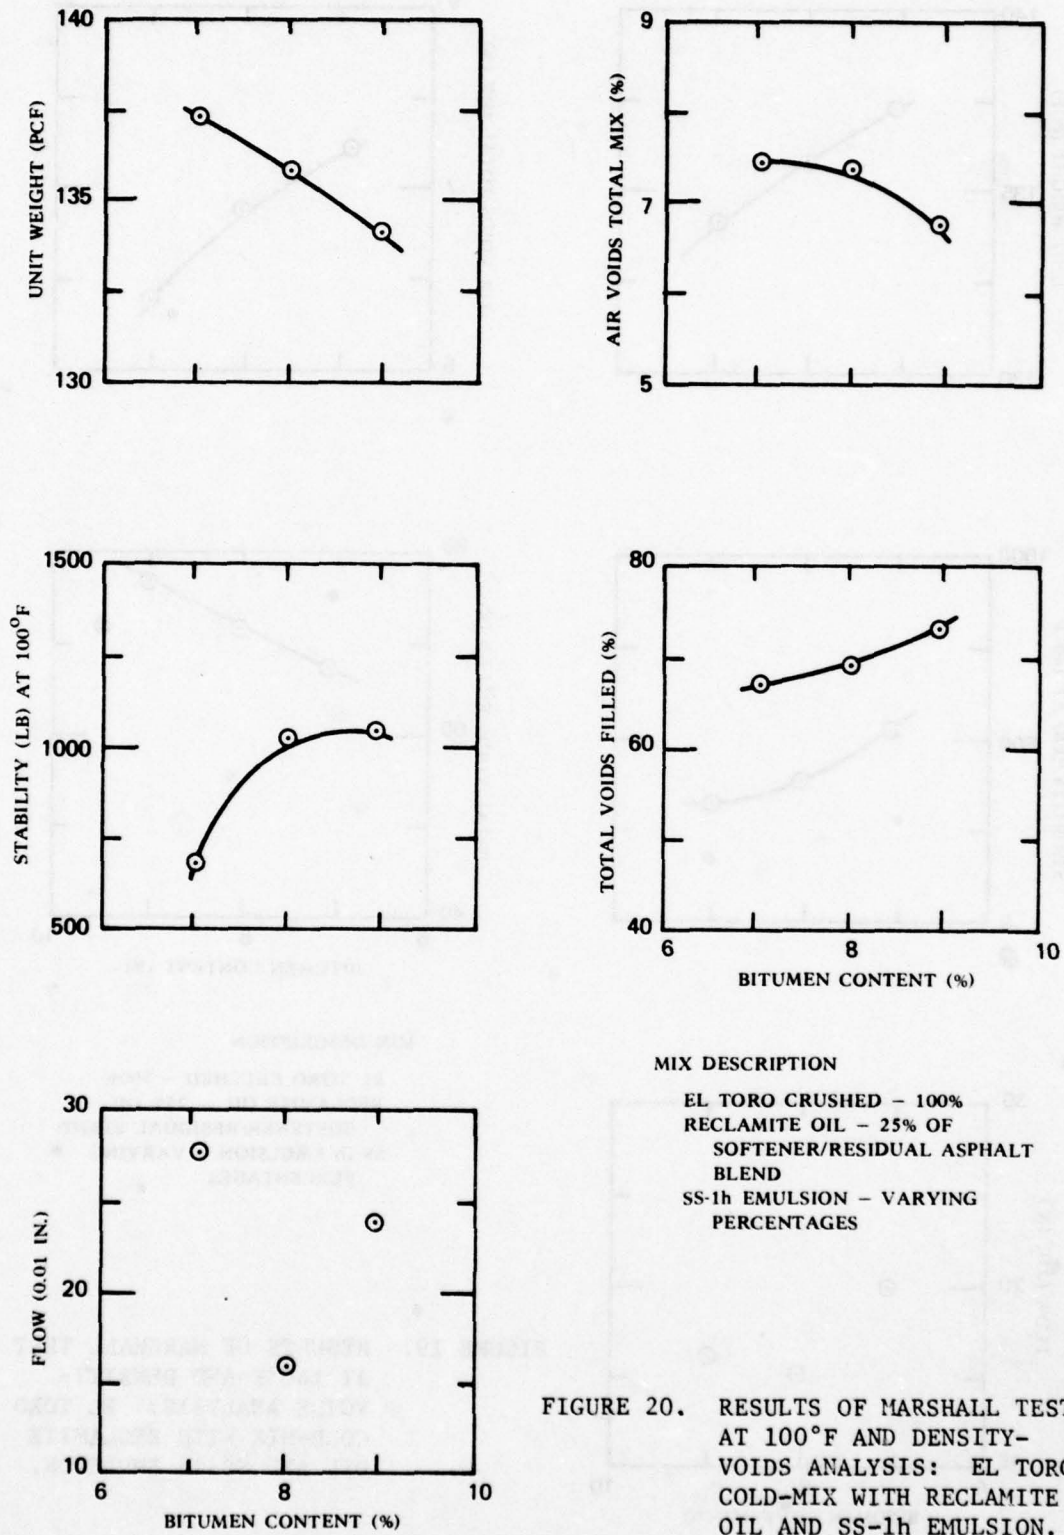 140
135
130
UNIT WEIGHT (PCF)
9
7
5
AIR VOIDS TOTAL MIX (%)
1500
1000
500
STABILITY (LB) AT 100°F
80
60
40
TOTAL VOIDS FILLED (%)
6
8
10
BITUMEN CONTENT (%)
MIX DESCRIPTION
EL TORO CRUSHED – 100%
RECLAMITE OIL – 25% OF
SOFTENER/RESIDUAL ASPHALT
BLEND
SS-1h EMULSION – VARYING
PERCENTAGES
30
20
10
FLOW (0.01 IN.)
6
8
10
BITUMEN CONTENT (%)
FIGURE 20. RESULTS OF MARSHALL TEST
AT 100°F AND DENSITY-
VOIDS ANALYSIS: EL TORO
COLD-MIX WITH RECLAMITE
OIL AND SS-1h EMULSION.